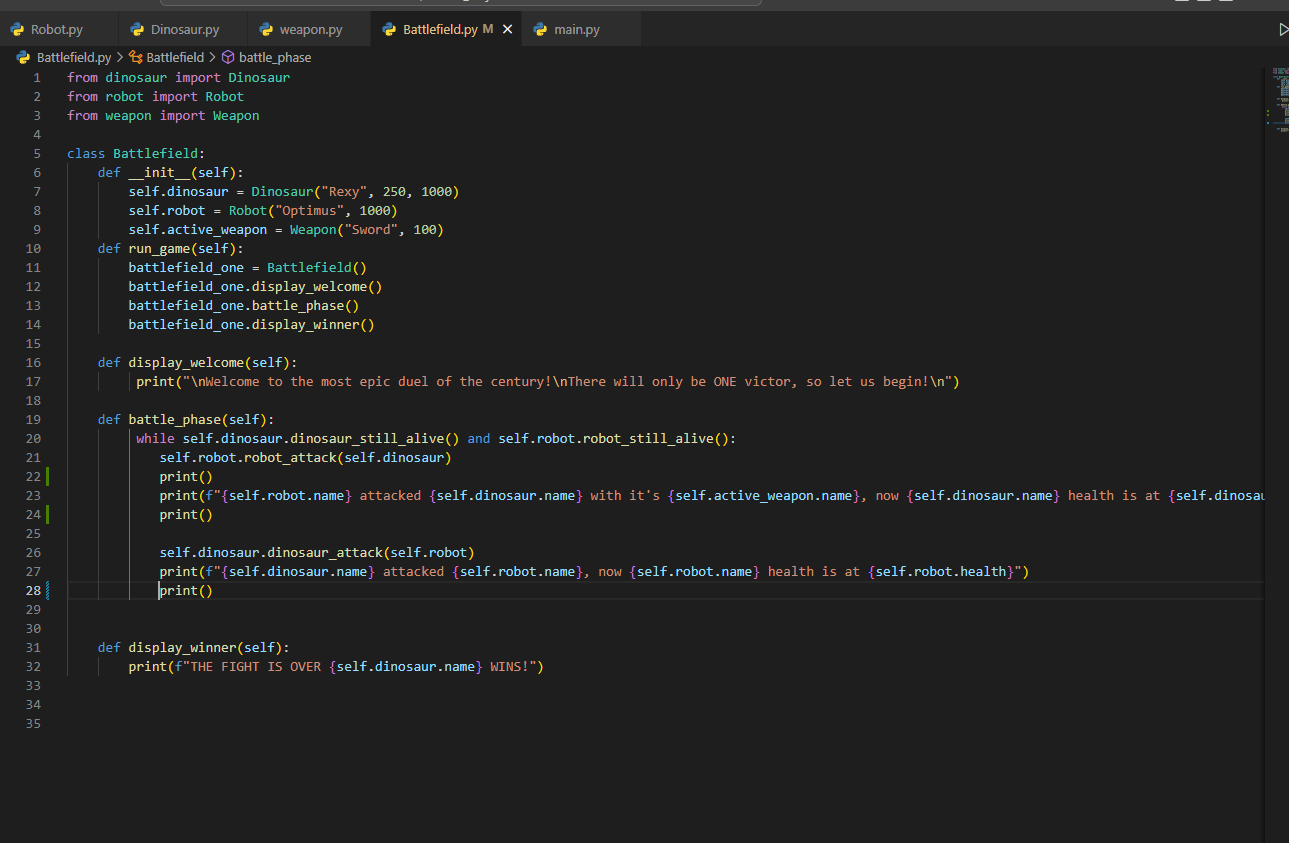 Robot.py Dinosaur.py weapon.py Battlefield.py M main.py
Battlefield.py > Battlefield > battle_phase
1 from dinosaur import Dinosaur
2 from robot import Robot
3 from weapon import Weapon
4
5 class Battlefield:
6     def __init__(self):
7         self.dinosaur = Dinosaur("Rexy", 250, 1000)
8         self.robot = Robot("Optimus", 1000)
9         self.active_weapon = Weapon("Sword", 100)
10     def run_game(self):
11         battlefield_one = Battlefield()
12         battlefield_one.display_welcome()
13         battlefield_one.battle_phase()
14         battlefield_one.display_winner()
15
16     def display_welcome(self):
17          print("\nWelcome to the most epic duel of the century!\nThere will only be ONE victor, so let us begin!\n")
18
19     def battle_phase(self):
20          while self.dinosaur.dinosaur_still_alive() and self.robot.robot_still_alive():
21             self.robot.robot_attack(self.dinosaur)
22             print()
23             print(f"{self.robot.name} attacked {self.dinosaur.name} with it's {self.active_weapon.name}, now {self.dinosaur.name} health is at {self.dinosau
24             print()
25
26             self.dinosaur.dinosaur_attack(self.robot)
27             print(f"{self.dinosaur.name} attacked {self.robot.name}, now {self.robot.name} health is at {self.robot.health}")
28             print()
29
30
31     def display_winner(self):
32         print(f"THE FIGHT IS OVER {self.dinosaur.name} WINS!")
33
34
35